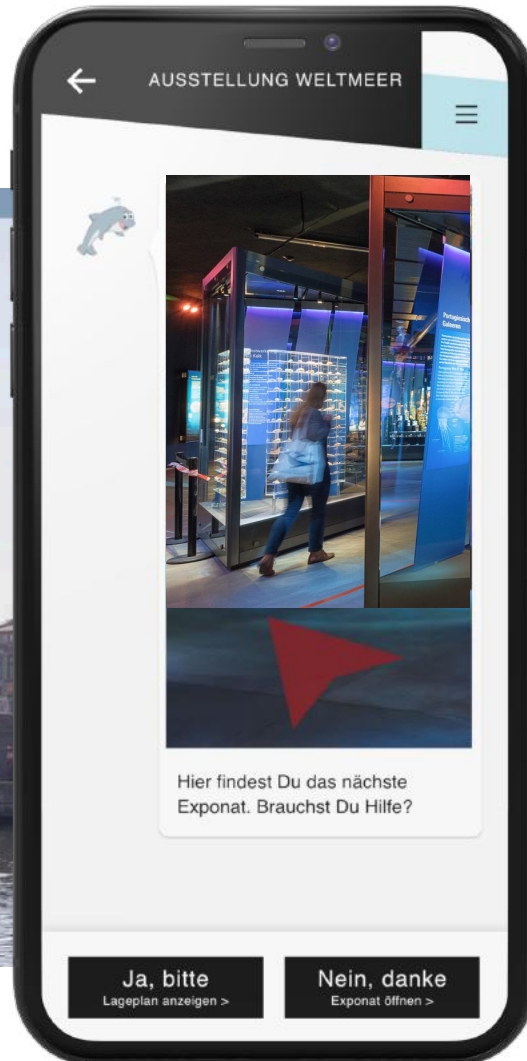 AUSSTELLUNG WELTMEER
Hier findest Du das nächste
Exponat. Brauchst Du Hilfe?
Ja, bitte
Lageplan anzeigen >
Nein, danke
Exponat öffnen >